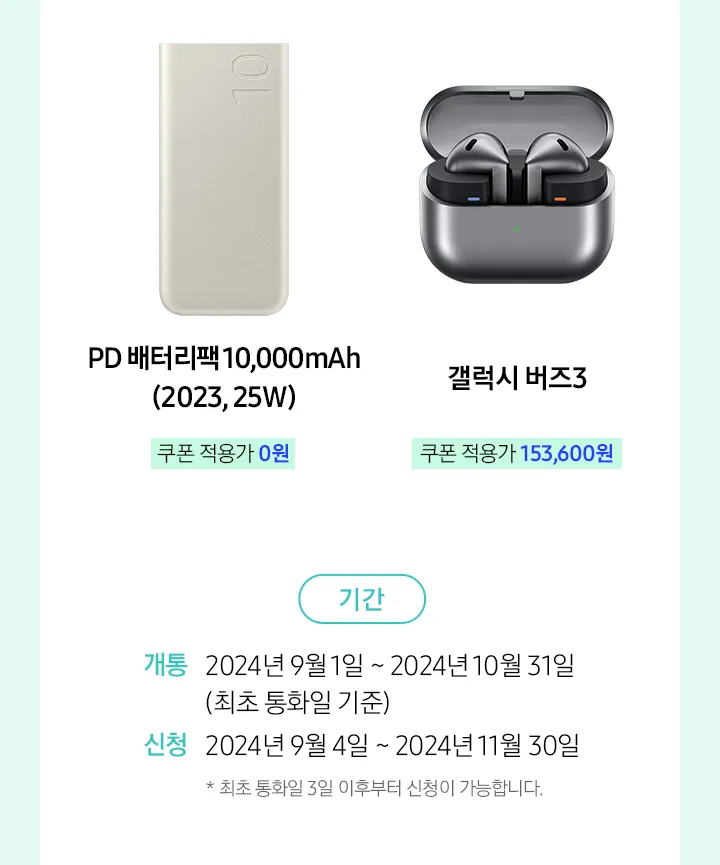 10
PD 배터리팩 10,000mAh
(2023, 25W)
쿠폰 적용가 0원
갤럭시 버즈3
쿠폰 적용가 153,600원
기간
개통 2024년 9월 1일 ~ 2024년 10월 31일
(최초 통화일 기준)
신청 2024년 9월 4일 ~ 2024년 11월 30일
* 최초 통화일 3일 이후부터 신청이 가능합니다.